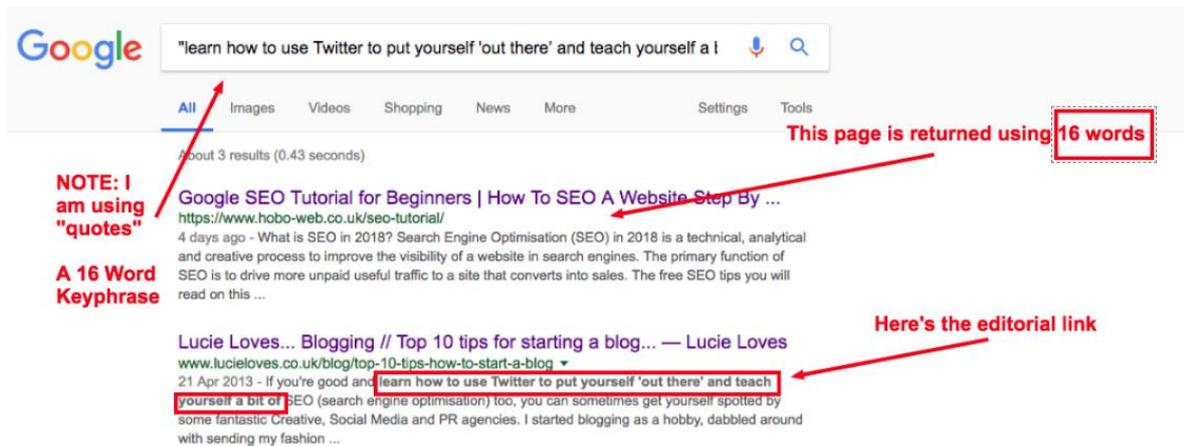 Google
"learn how to use Twitter to put yourself 'out there' and teach yourself a b
All Images Videos Shopping News More Settings Tools
This page is returned using 16 words
About 3 results (0.43 seconds)
NOTE: I
am using
"quotes"
A 16 Word
Keyphrase
Google SEO Tutorial for Beginners | How To SEO A Website Step By ...
https://www.hobo-web.co.uk/seo-tutorial/
4 days ago - What is SEO in 2018? Search Engine Optimisation (SEO) in 2018 is a technical, analytical
and creative process to improve the visibility of a website in search engines. The primary function of
SEO is to drive more unpaid useful traffic to a site that converts into sales. The free SEO tips you will
read on this ...
Here's the editorial link
Lucie Loves... Blogging // Top 10 tips for starting a blog... — Lucie Loves
www.lucieloves.co.uk/blog/top-10-tips-how-to-start-a-blog
21 Apr 2013 - If you're good and learn how to use Twitter to put yourself 'out there' and teach
yourself a bit of SEO (search engine optimisation) too, you can sometimes get yourself spotted by
some fantastic Creative, Social Media and PR agencies. I started blogging as a hobby, dabbled around
with sending my fashion ...